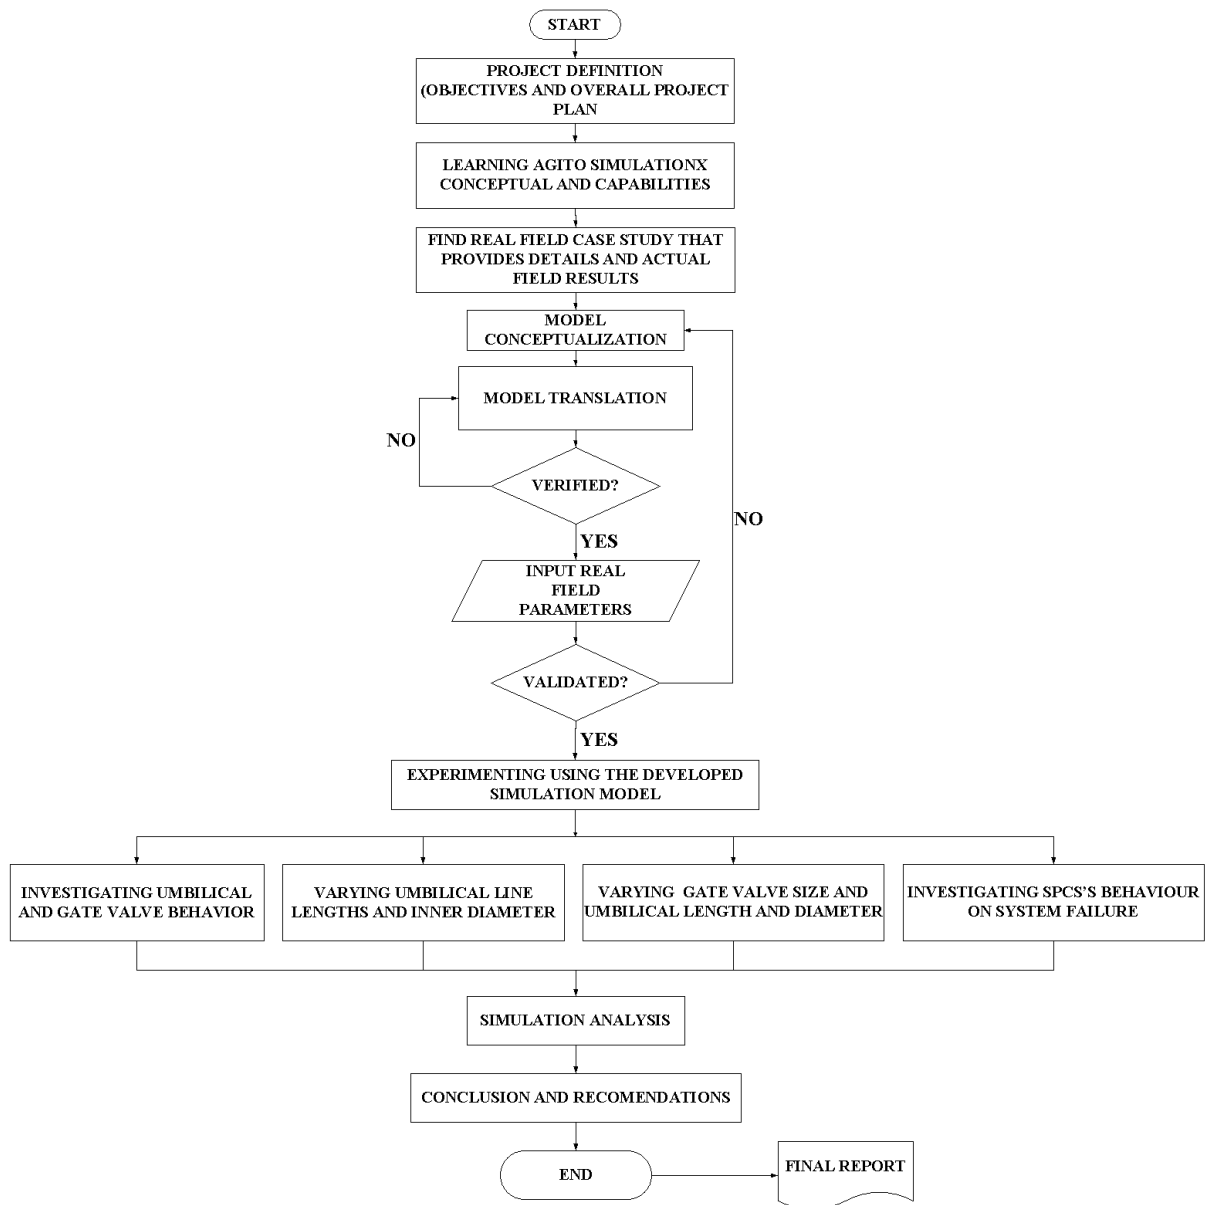 START
PROJECT DEFINITION
(OBJECTIVES AND OVERALL PROJECT
PLAN
LEARNING AGITO SIMULATIONX
CONCEPTUAL AND CAPABILITIES
FIND REAL FIELD CASE STUDY THAT
PROVIDES DETAILS AND ACTUAL
FIELD RESULTS
MODEL
CONCEPTUALIZATION
MODEL TRANSLATION
NO
VERIFIED?
NO
YES
INPUT REAL
FIELD
PARAMETERS
VALIDATED?
YES
EXPERIMENTING USING THE DEVELOPED
SIMULATION MODEL
INVESTIGATING UMBILICAL
AND GATE VALVE BEHAVIOR
VARYING UMBILICAL LINE
LENGTHS AND INNER DIAMETER
VARYING GATE VALVE SIZE AND
UMBILICAL LENGTH AND DIAMETER
INVESTIGATING SPCS'S BEHAVIOUR
ON SYSTEM FAILURE
SIMULATION ANALYSIS
CONCLUSION AND RECOMENDATIONS
END
FINAL REPORT